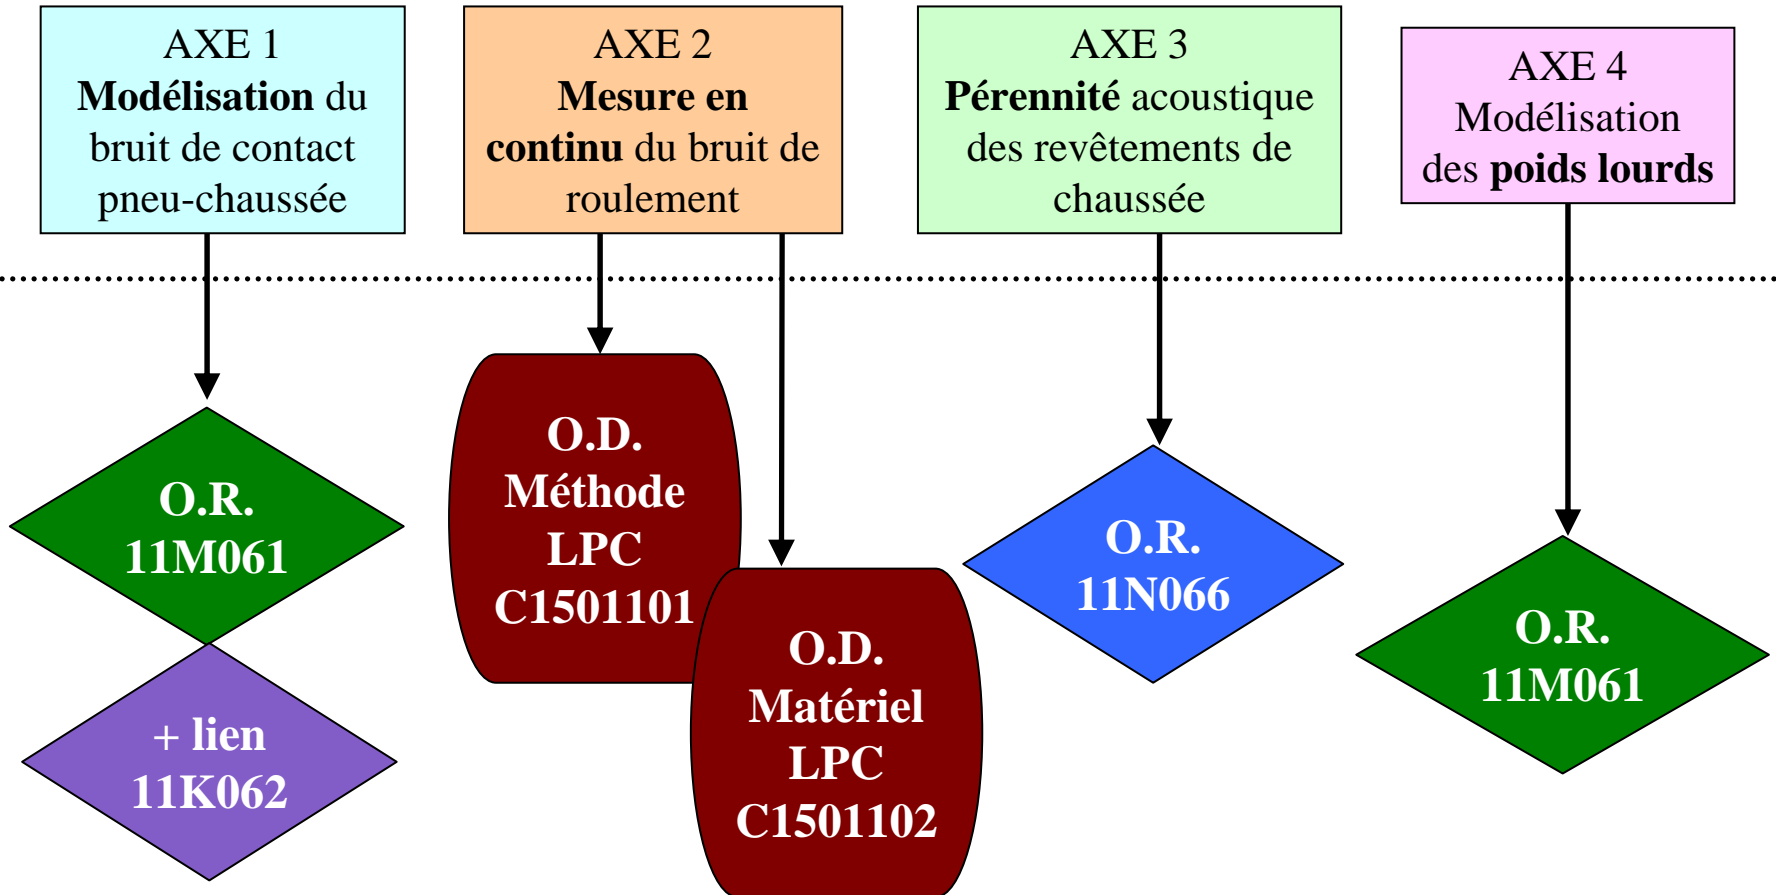 AXE 1
Modélisation du
bruit de contact
pneu-chaussée
AXE 2
Mesure en
continu du bruit de
roulement
AXE 3
Pérennité acoustique
des revêtements de
chaussée
AXE 4
Modélisation
des poids lourds
O.R.
11M061
+ lien
11K062
O.D.
Méthode
LPC
C1501101
O.D.
Matériel
LPC
C1501102
O.R.
11N066
O.R.
11M061